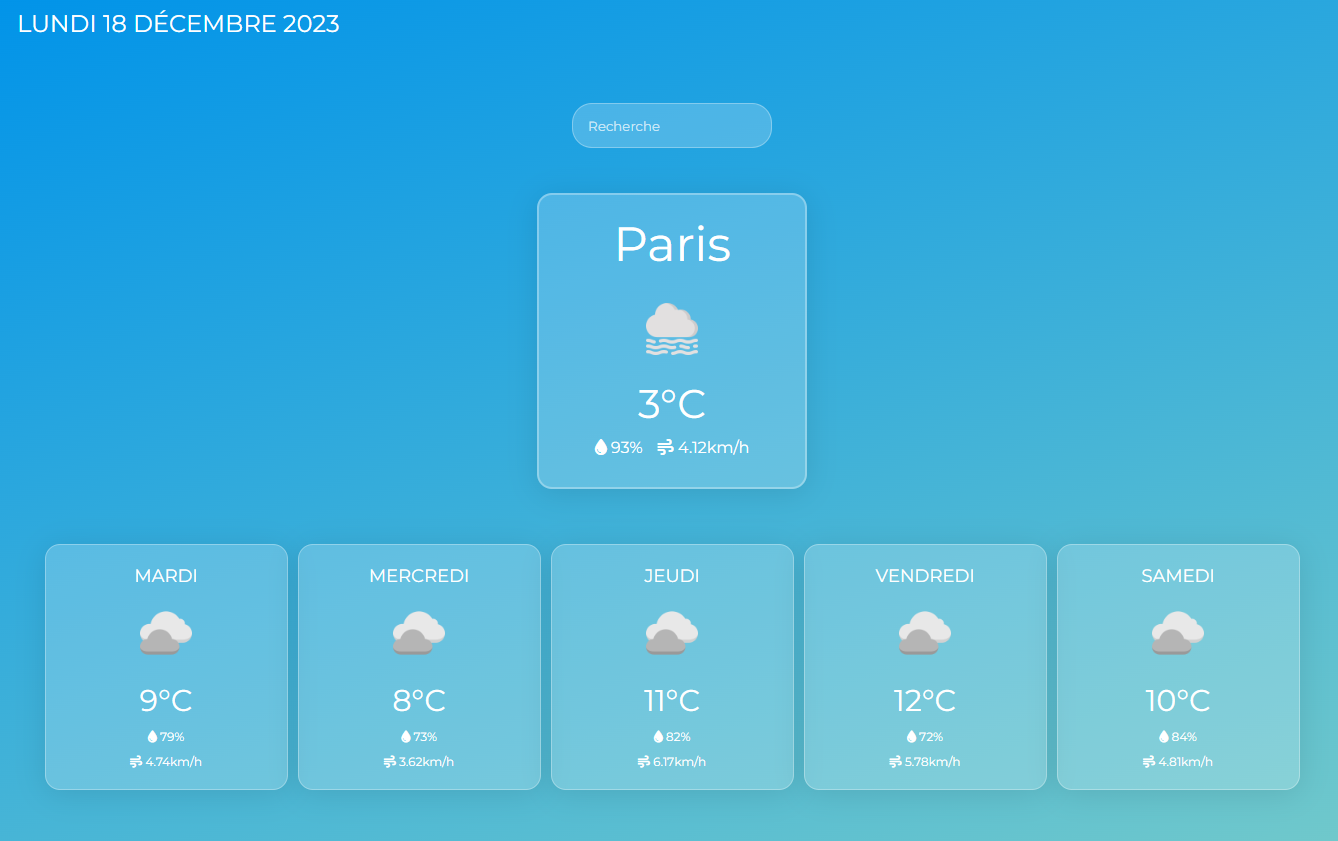 LUNDI 18 DÉCEMBRE 2023
Recherche
Paris
3°C
93% 4.12km/h
MARDI
9°C
79%
4.74km/h
MERCREDI
8°C
73%
3.62km/h
JEUDI
11°C
82%
6.17km/h
VENDREDI
12°C
72%
5.78km/h
SAMEDI
10°C
84%
4.81km/h